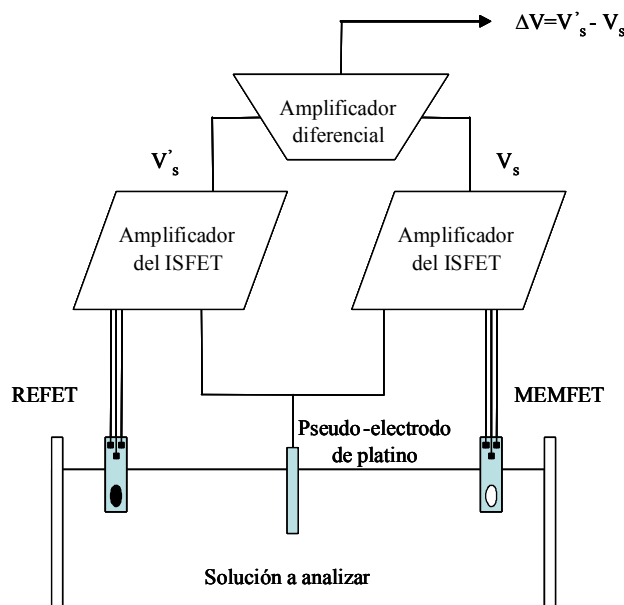 ΔV=V's - Vs
Amplificador
diferencial
V's
Vs
Amplificador
del ISFET
Amplificador
del ISFET
REFET
MEMFET
Pseudo-electrodo
de platino
Solución a analizar